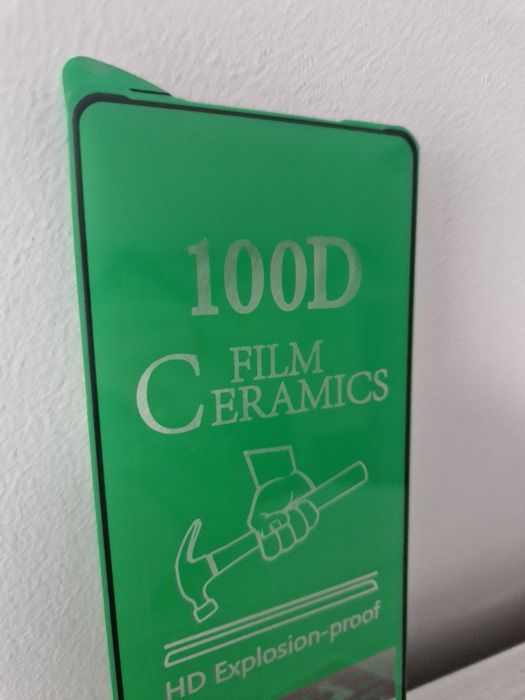 100D
FILM
CERAMICS
HD Explosion-proof